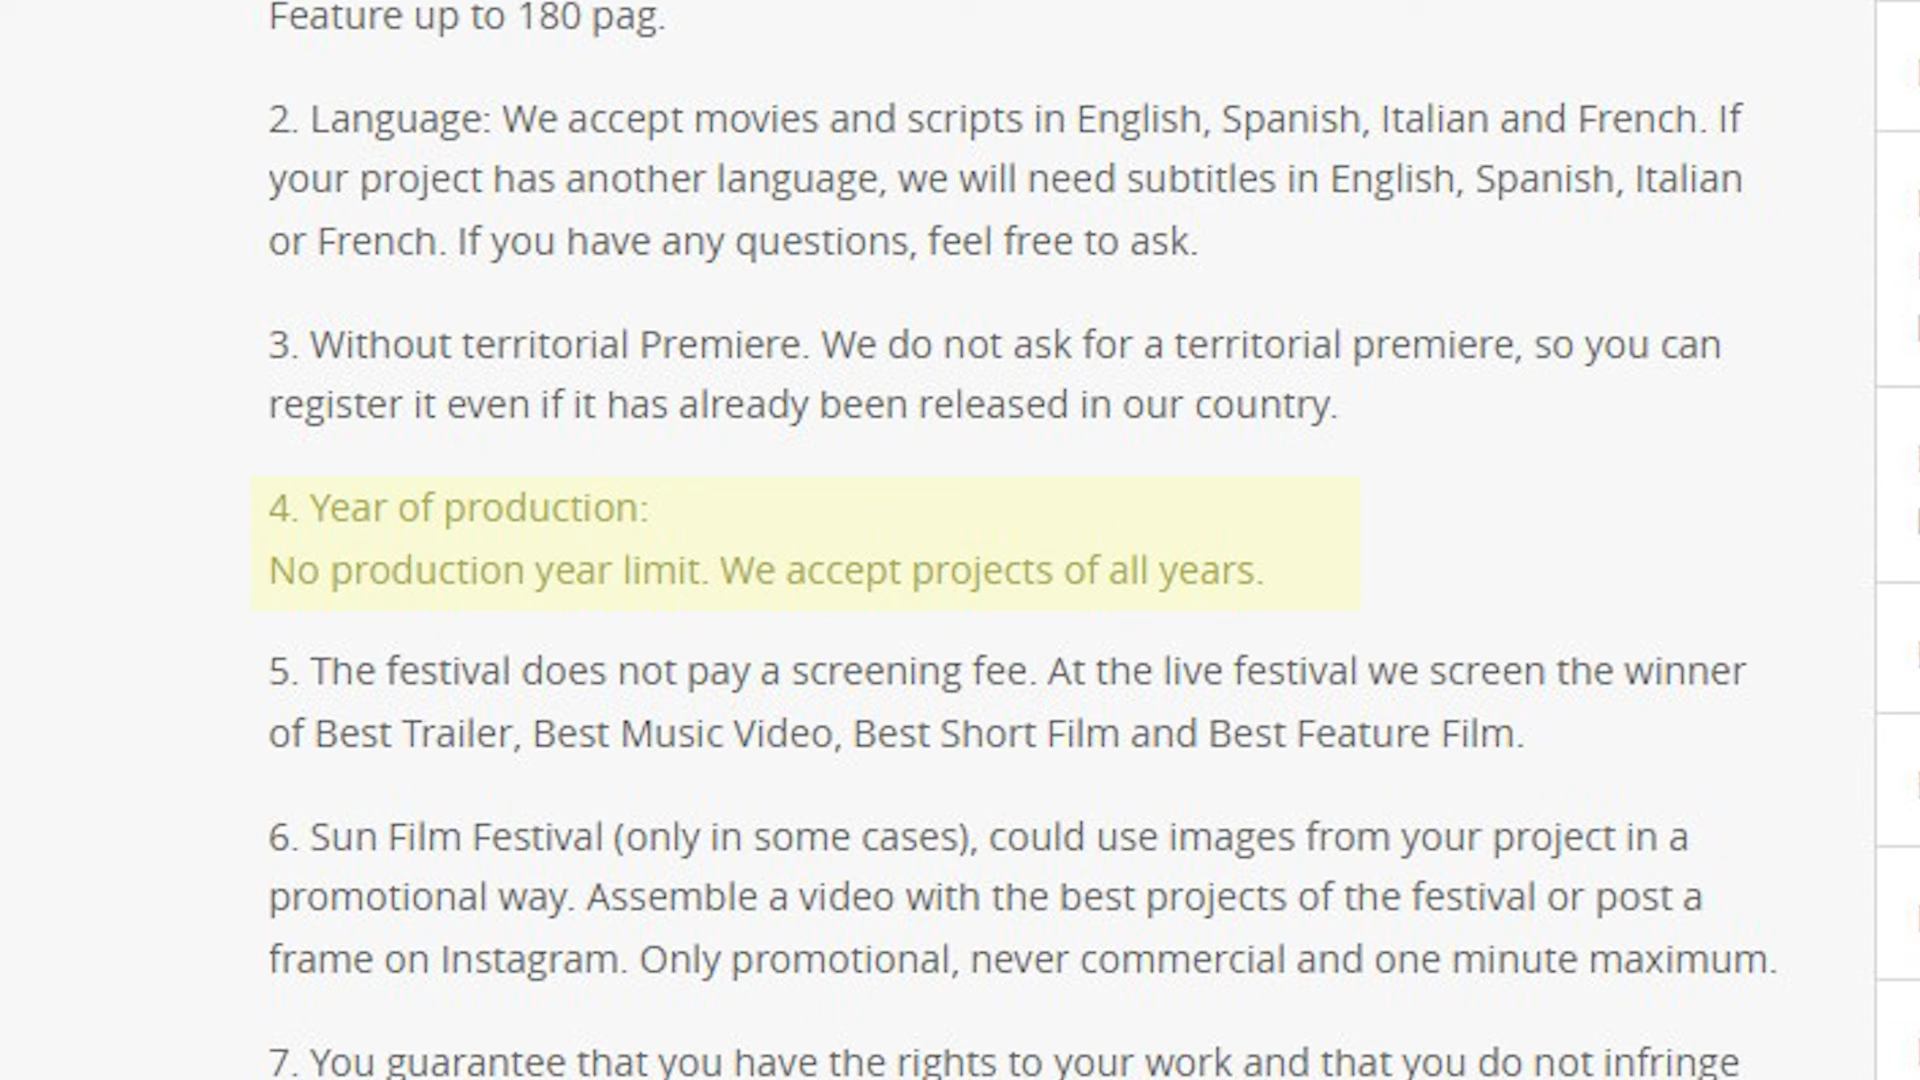 Feature up to 180 pag.
2. Language: We accept movies and scripts in English, Spanish, Italian and French. If
your project has another language, we will need subtitles in English, Spanish, Italian
or French. If you have any questions, feel free to ask.
3. Without territorial Premiere. We do not ask for a territorial premiere, so you can
register it even if it has already been released in our country.
4. Year of production:
No production year limit. We accept projects of all years.
5. The festival does not pay a screening fee. At the live festival we screen the winner
of Best Trailer, Best Music Video, Best Short Film and Best Feature Film.
6. Sun Film Festival (only in some cases), could use images from your project in a
promotional way. Assemble a video with the best projects of the festival or post a
frame on Instagram. Only promotional, never commercial and one minute maximum.
7. You guarantee that you have the rights to your work and that you do not infringe